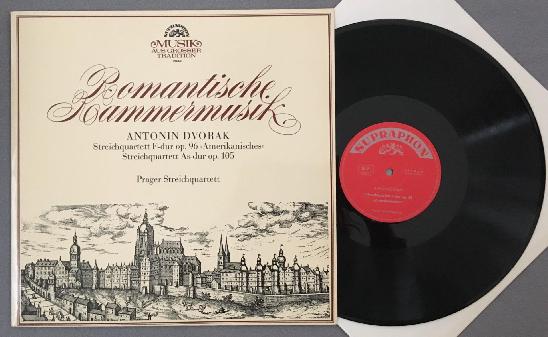 MUSIK
AUS GROSSER
TRADITION
Romantische
Kammermusik
ANTONIN DVORAK
Streichquartett F-dur op. 96 ›Amerikanisches‹
Streichquartett As-dur op. 105
Prager Streichquartett
SUPRAPHON